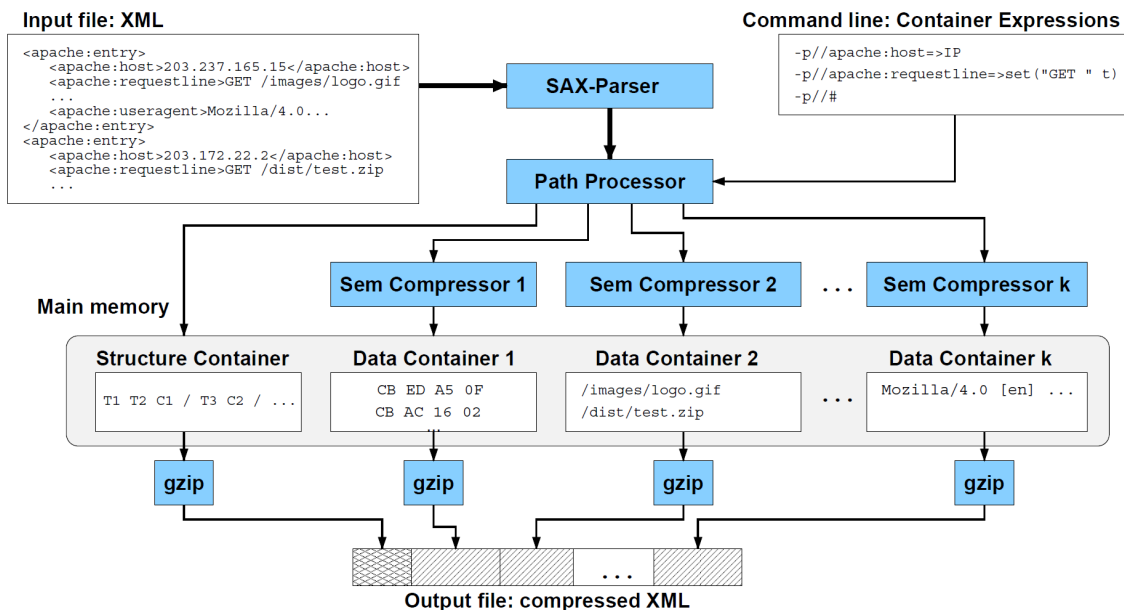 Input file: XML
<apache:entry>
<apache:host>203.237.165.15</apache:host>
<apache:requestline>GET /images/logo.gif
...
<apache:useragent>Mozilla/4.0...
</apache:entry>
<apache:entry>
<apache:host>203.172.22.2</apache:host>
<apache:requestline>GET /dist/test.zip
...
Command line: Container Expressions
-p//apache:host=>IP
-p//apache:requestline=>set("GET " t)
-p//#
SAX-Parser
Path Processor
Sem Compressor 1
Sem Compressor 2
...
Sem Compressor k
Main memory
Structure Container
T1 T2 C1 / T3 C2 / ...
Data Container 1
CB ED A5 0F
CB AC 16 02
...
Data Container 2
/images/logo.gif
/dist/test.zip
...
Data Container k
Mozilla/4.0 [en] ...
gzip
gzip
gzip
gzip
...
Output file: compressed XML